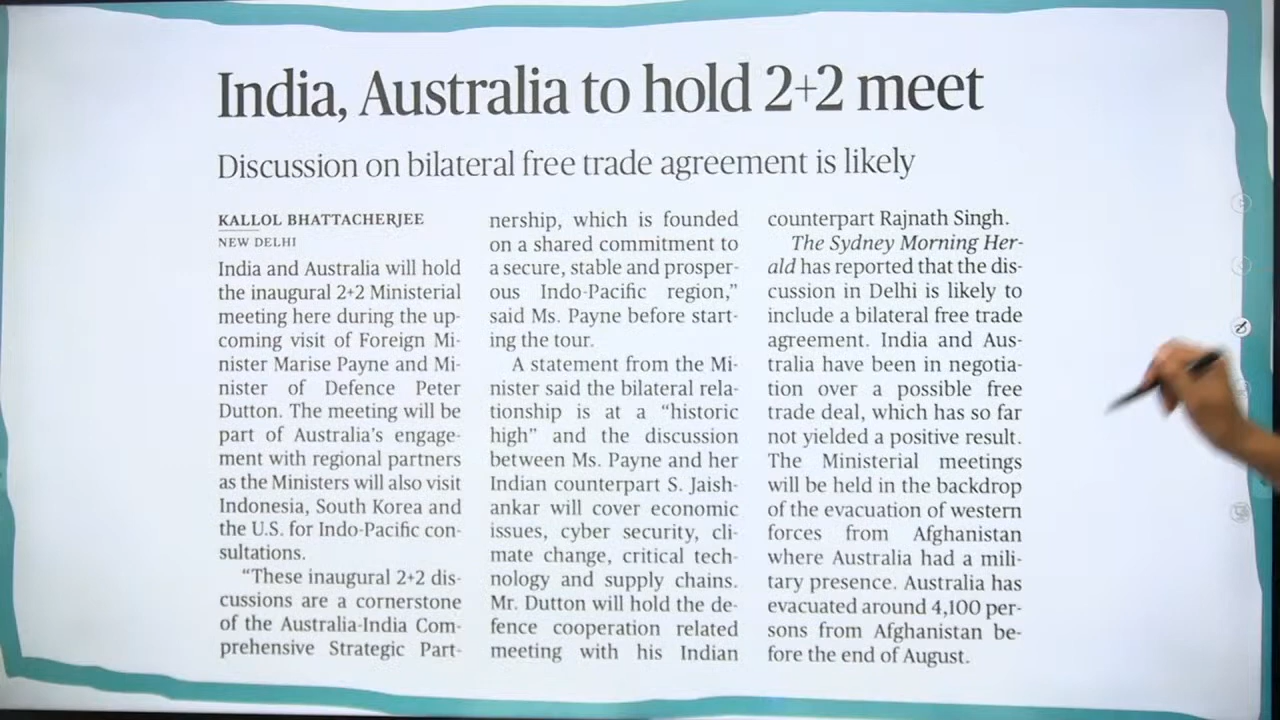 India, Australia to hold 2+2 meet
Discussion on bilateral free trade agreement is likely
KALLOL BHATTACHERJEE
NEW DELHI
India and Australia will hold
the inaugural 2+2 Ministerial
meeting here during the up-
coming visit of Foreign Mi-
nister Marise Payne and Mi-
nister of Defence Peter
Dutton. The meeting will be
part of Australia's engage-
ment with regional partners
as the Ministers will also visit
Indonesia, South Korea and
the U.S. for Indo-Pacific con-
sultations.
“These inaugural 2+2 dis-
cussions are a cornerstone
of the Australia-India Com-
prehensive Strategic Part-
nership, which is founded
on a shared commitment to
a secure, stable and prosper-
ous Indo-Pacific region,”
said Ms. Payne before start-
ing the tour.
A statement from the Mi-
nister said the bilateral rela-
tionship is at a “historic
high” and the discussion
between Ms. Payne and her
Indian counterpart S. Jaish-
ankar will cover economic
issues, cyber security, cli-
mate change, critical tech-
nology and supply chains.
Mr. Dutton will hold the de-
fence cooperation related
meeting with his Indian
counterpart Rajnath Singh.
The Sydney Morning Her-
ald has reported that the dis-
cussion in Delhi is likely to
include a bilateral free trade
agreement. India and Aus-
tralia have been in negotia-
tion over a possible free
trade deal, which has so far
not yielded a positive result.
The Ministerial meetings
will be held in the backdrop
of the evacuation of western
forces from Afghanistan
where Australia had a mili-
tary presence. Australia has
evacuated around 4,100 per-
sons from Afghanistan be-
fore the end of August.